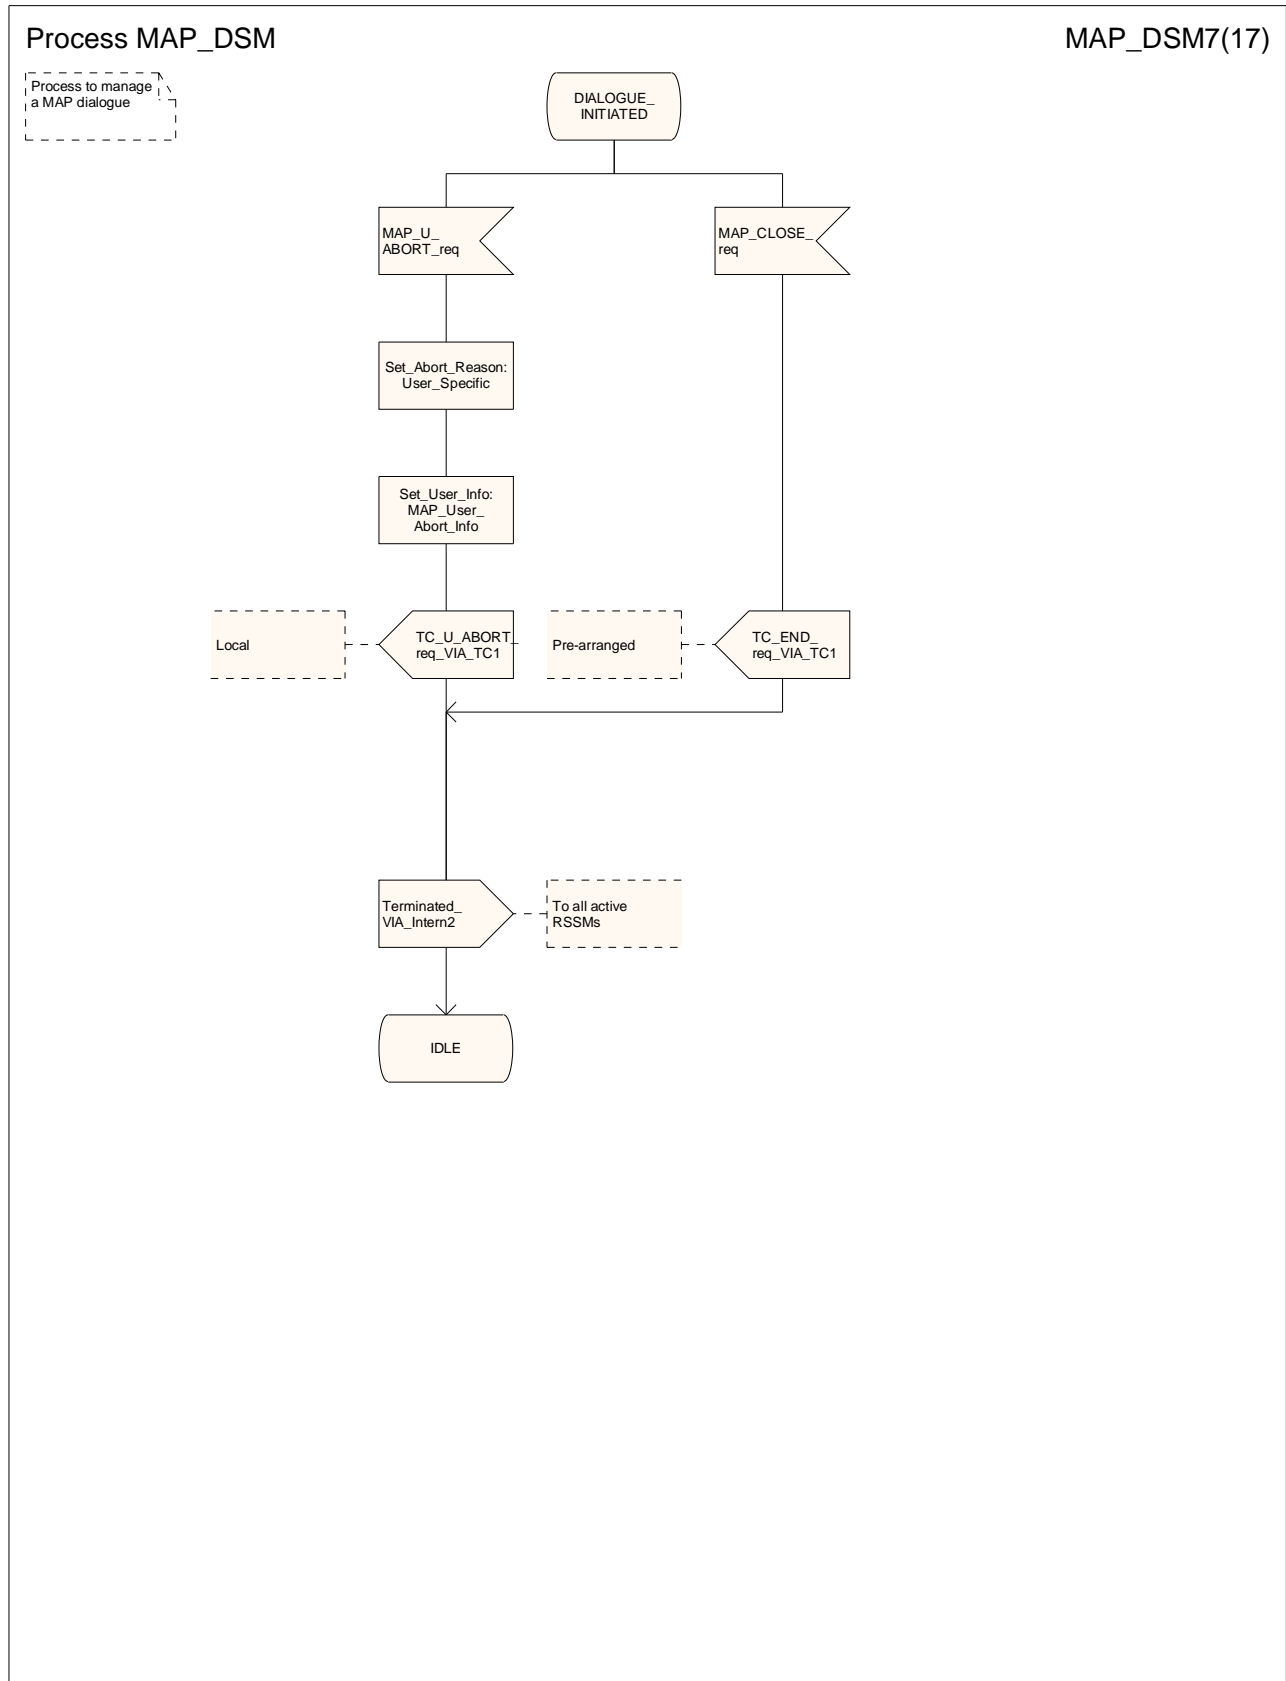 Process MAP_DSM
MAP_DSM7(17)
Process to manage
a MAP dialogue
DIALOGUE_
INITIATED
MAP_U_
ABORT_req
MAP_CLOSE_
req
Set_Abort_Reason:
User_Specific
Set_User_Info:
MAP_User_
Abort_Info
Local
TC_U_ABORT_
req_VIA_TC1
Pre-arranged
TC_END_
req_VIA_TC1
Terminated_
VIA_Intern2
To all active
RSSMs
IDLE